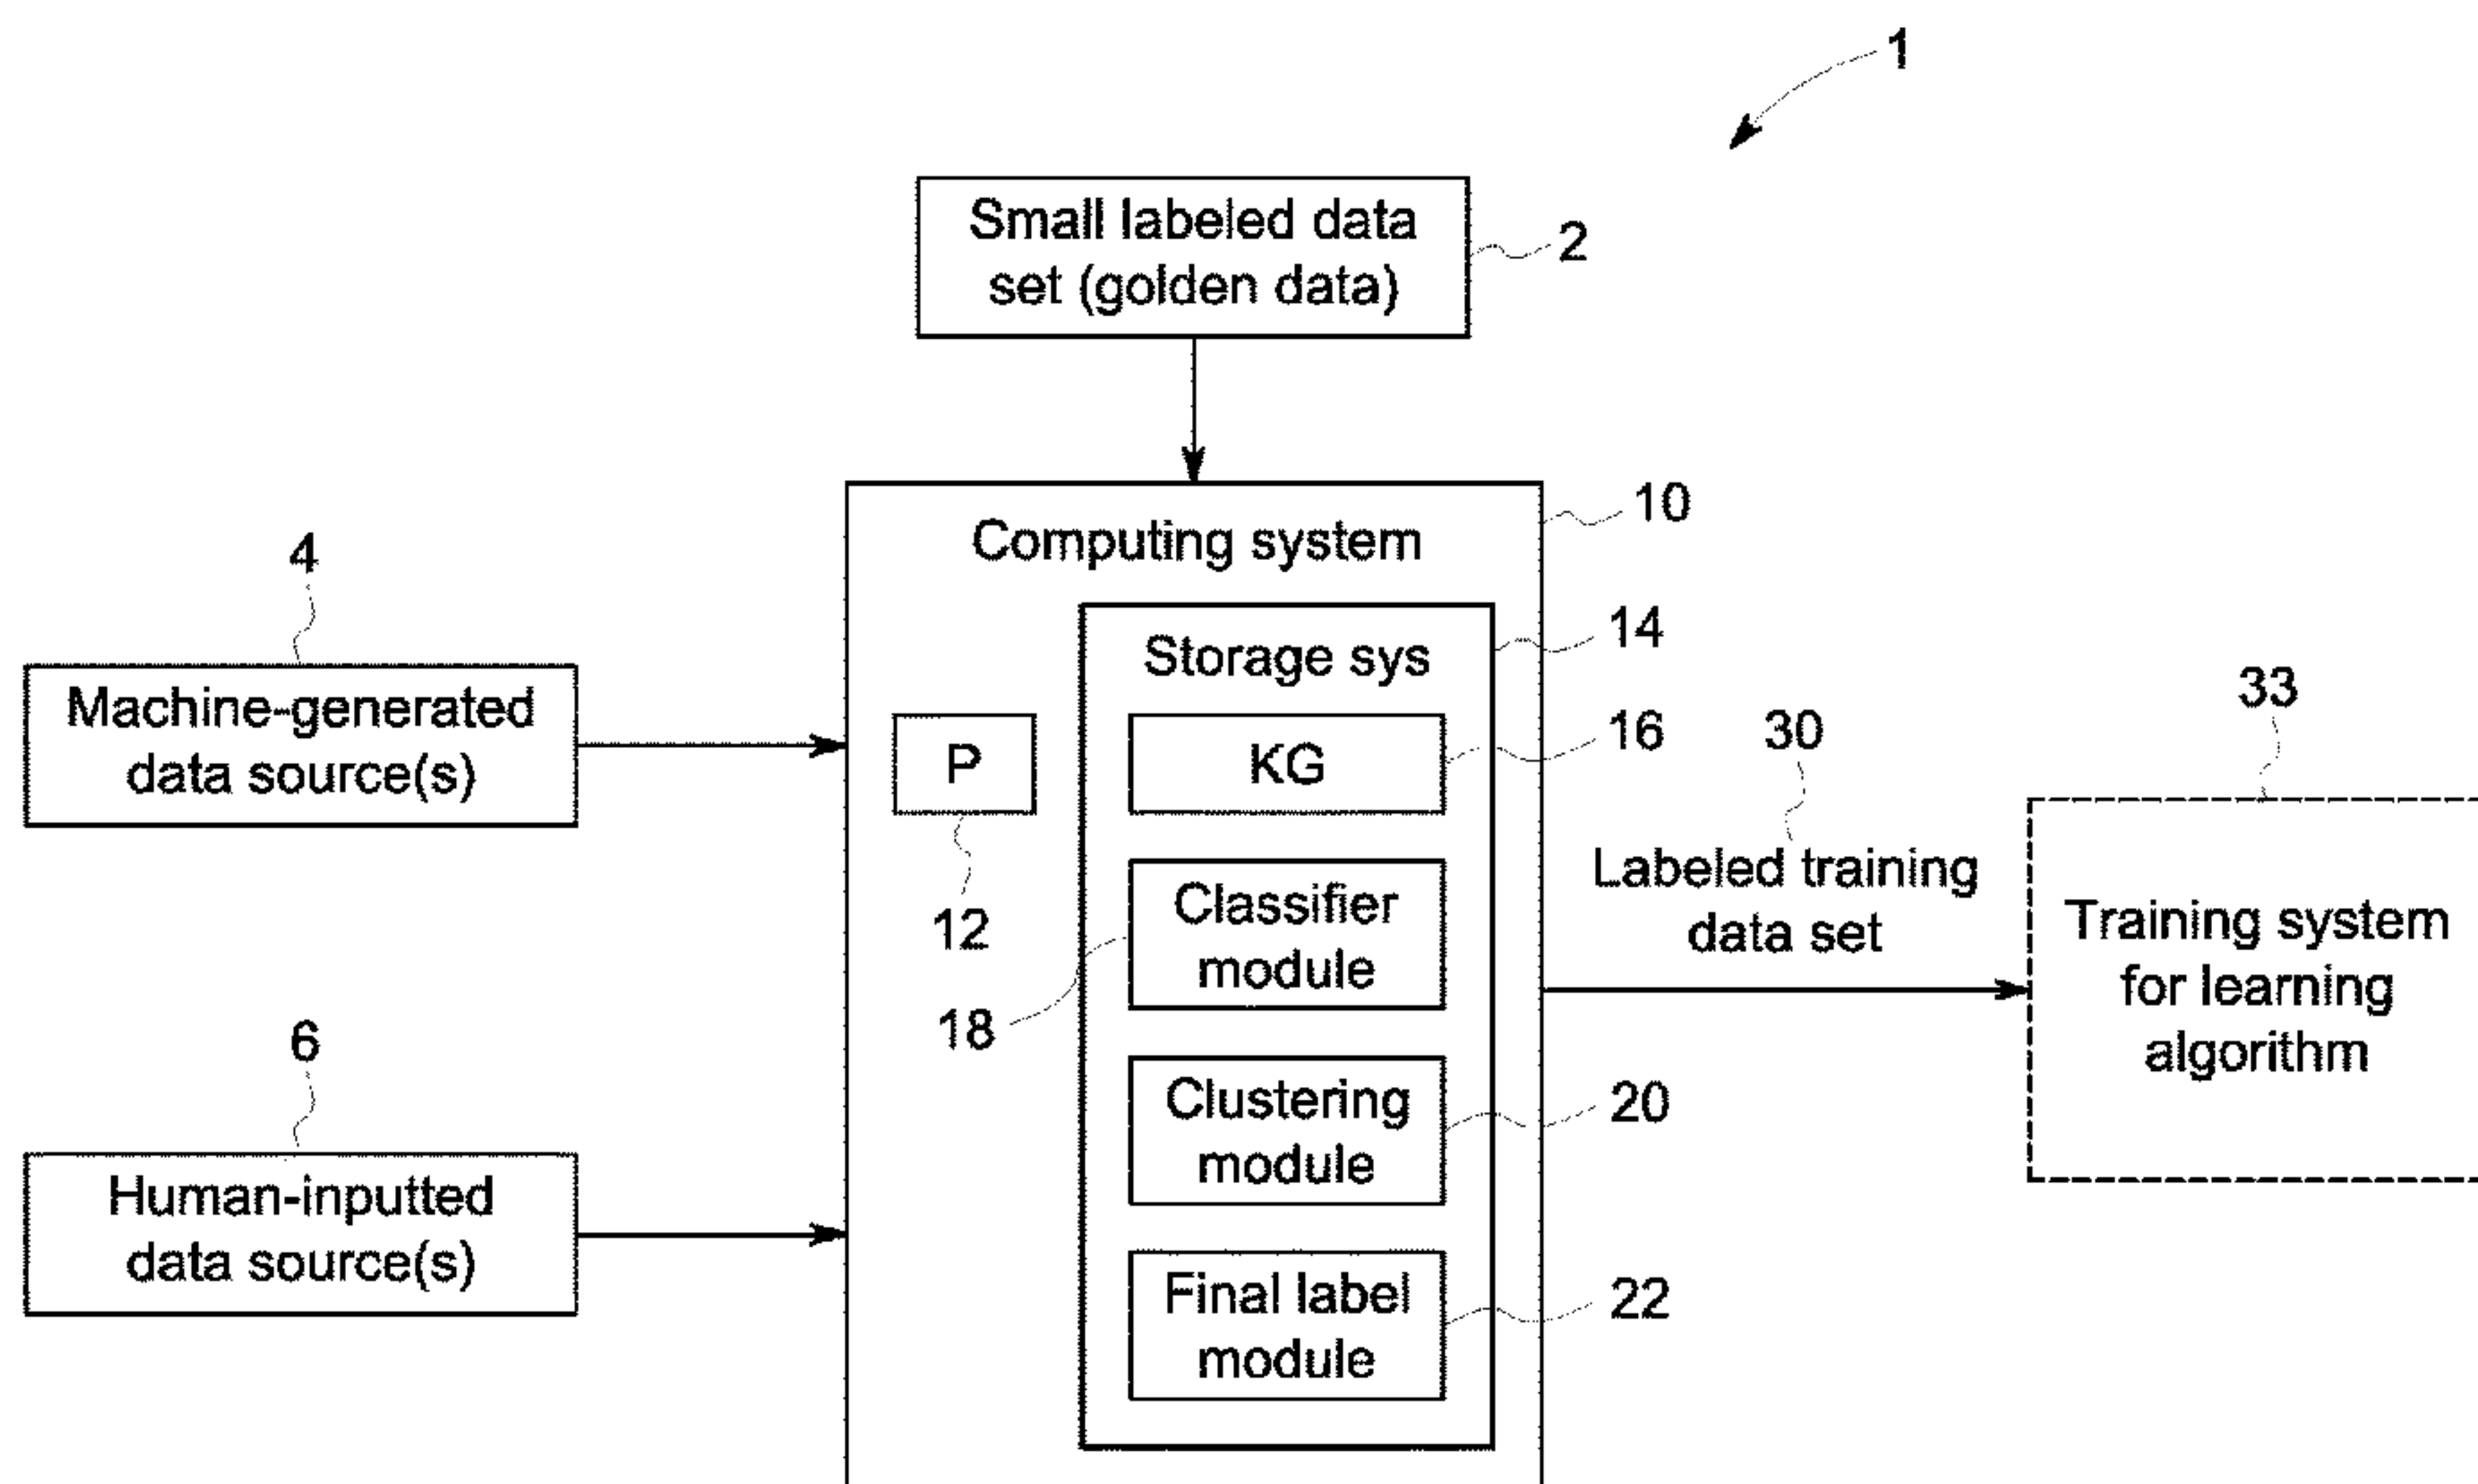 1
Small labeled data
set (golden data)
2
10
Computing system
4
14
Storage sys
Machine-generated
data source(s)
P
12
KG
16
30
33
Classifier
module
18
Labeled training
data set
Training system
for learning
algorithm
6
Human-inputted
data source(s)
Clustering
module
20
Final label
module
22